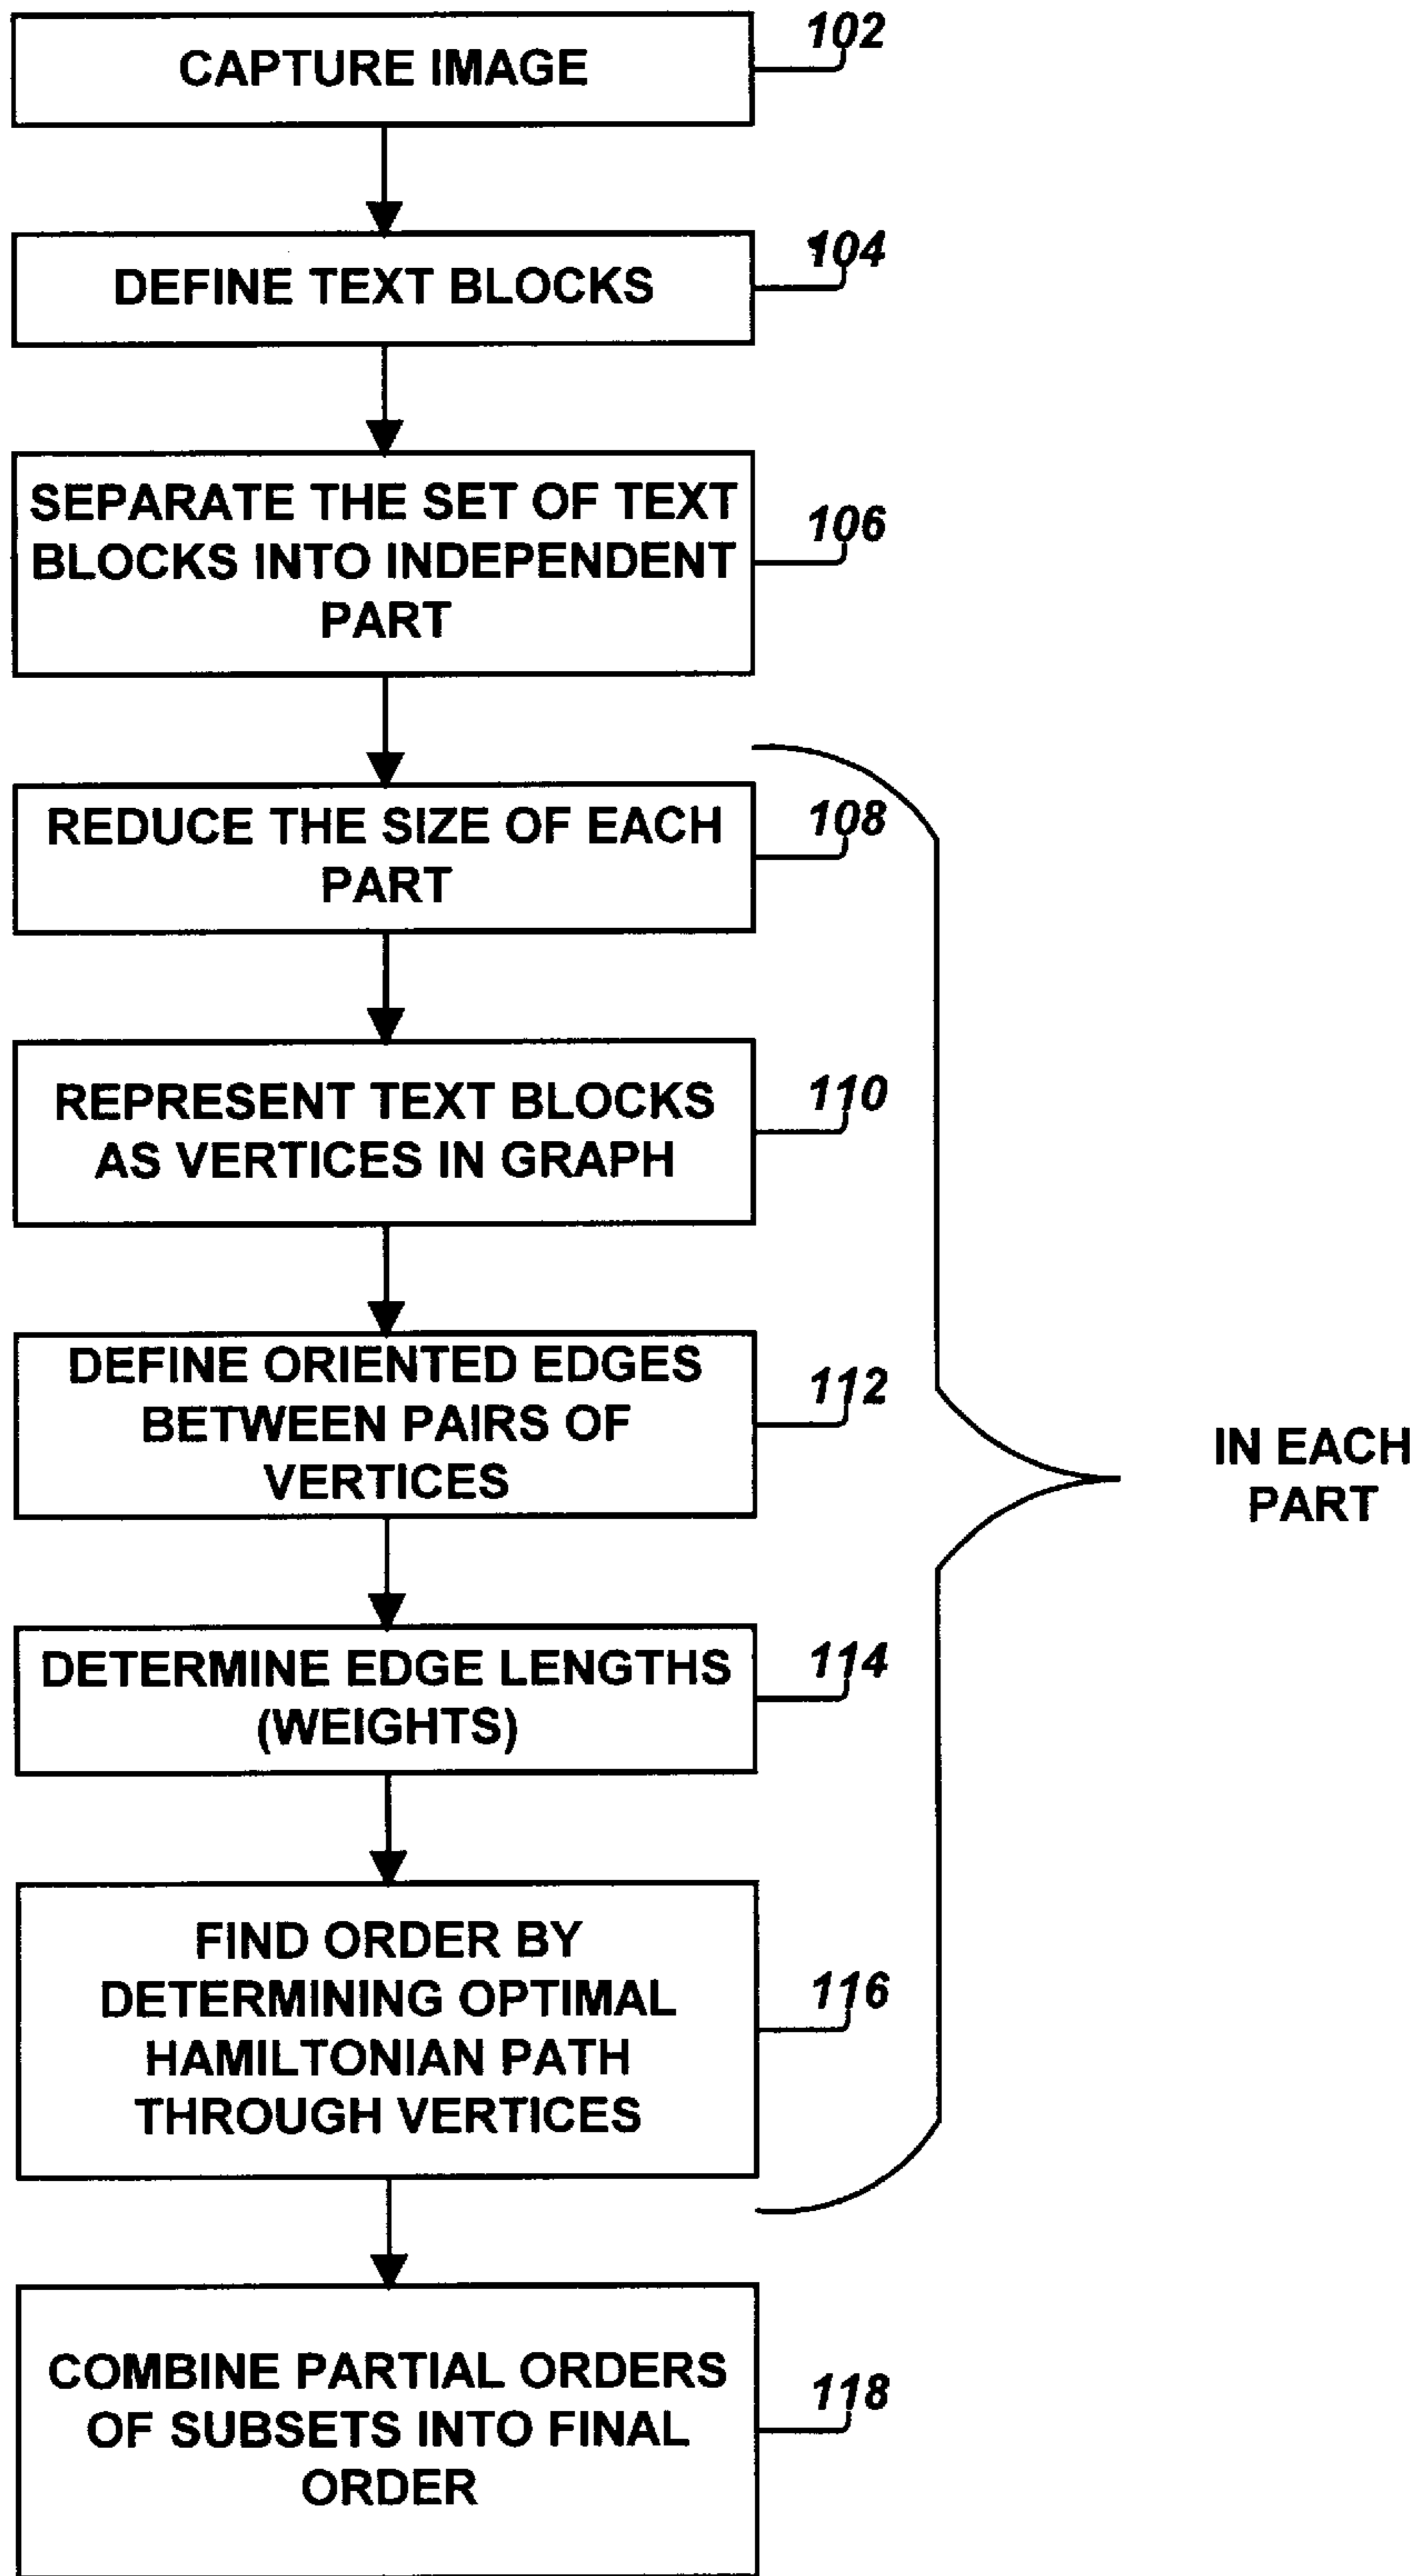 CAPTURE IMAGE
102
DEFINE TEXT BLOCKS
104
SEPARATE THE SET OF TEXT
BLOCKS INTO INDEPENDENT
PART
106
REDUCE THE SIZE OF EACH
PART
108
REPRESENT TEXT BLOCKS
AS VERTICES IN GRAPH
110
DEFINE ORIENTED EDGES
BETWEEN PAIRS OF
VERTICES
112
IN EACH
PART
DETERMINE EDGE LENGTHS
(WEIGHTS)
114
FIND ORDER BY
DETERMINING OPTIMAL
HAMILTONIAN PATH
THROUGH VERTICES
116
COMBINE PARTIAL ORDERS
OF SUBSETS INTO FINAL
ORDER
118